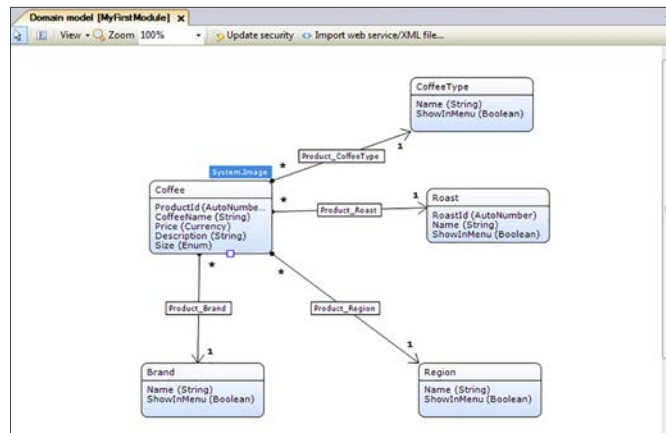 Domain model [MyFirstModule] x
View Zoom 100% Update security Import web service/XML file...
CoffeeType
Name (String)
ShowInMenu (Boolean)
1
Product_CoffeeType
*
System.Image
Coffee
ProductId (AutoNumbe...
CoffeeName (String)
Price (Currency)
Description (String)
Size (Enum)
*
Product_Roast
1
Roast
RoastId (AutoNumber)
Name (String)
ShowInMenu (Boolean)
*
*
Product_Brand
Product_Region
1
1
Brand
Name (String)
ShowInMenu (Boolean)
Region
Name (String)
ShowInMenu (Boolean)